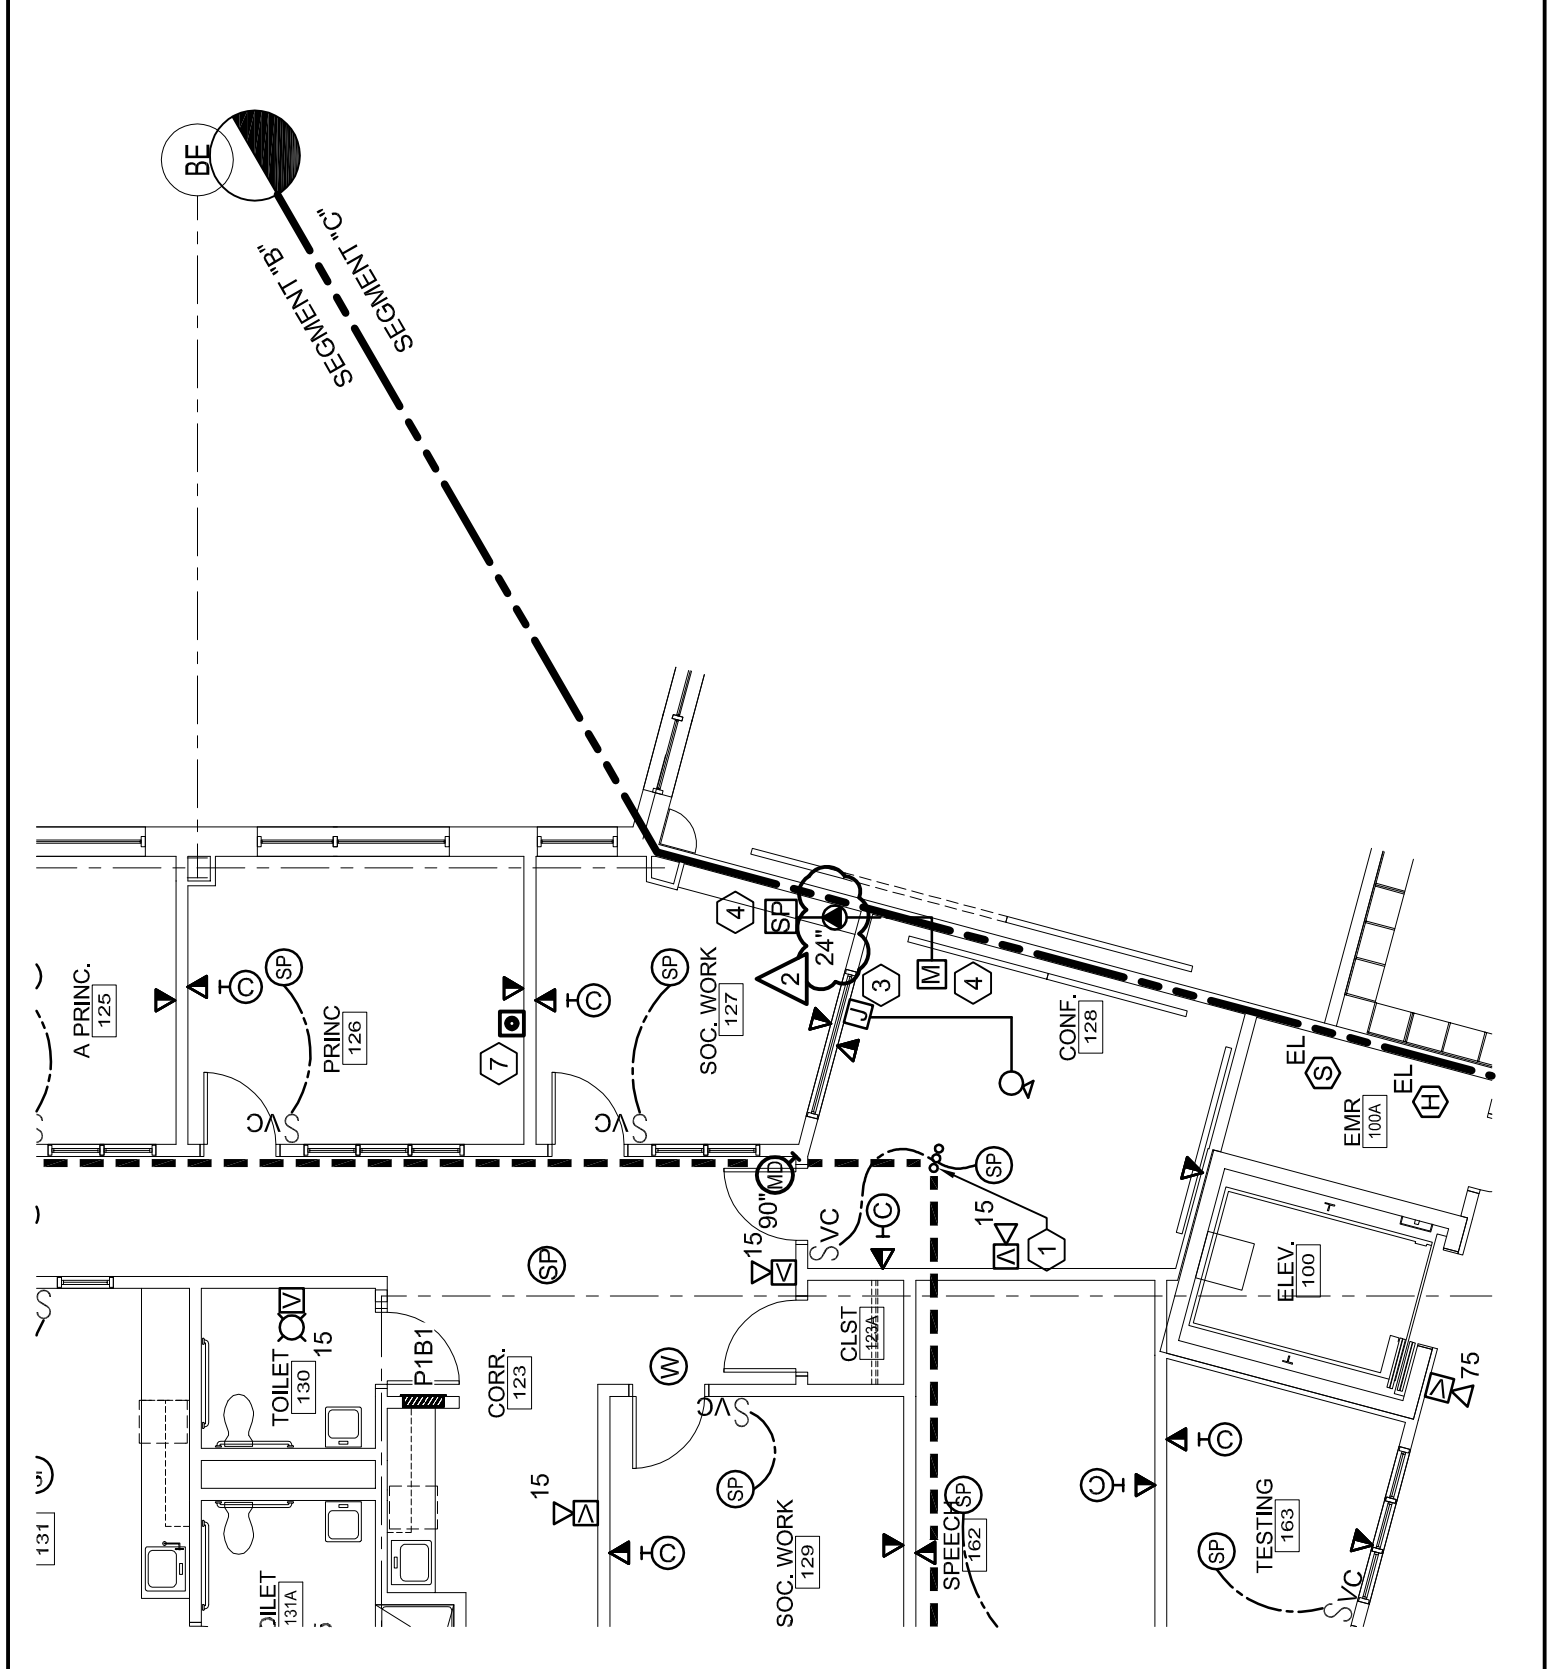 BE
SEGMENT "B"
SEGMENT "C"
A PRINC.
125
C
SP
PRINC
126
7
C
SP
SOC. WORK
127
4
SP
2
24"
3
M
4
J
CONF.
128
EL
S
EL
H
EMR
100A
SVC
SVC
MD
90"
SP
15
V
SVC
C
SP
15
V
1
ELEV.
100
V
75
V
15
TOILET
130
P1B1
CORR.
123
W
CLST
123A
SVC
SP
15
V
C
SOC. WORK
129
SPEECH
162
SP
C
C
TESTING
163
SP
SVC
131
131A